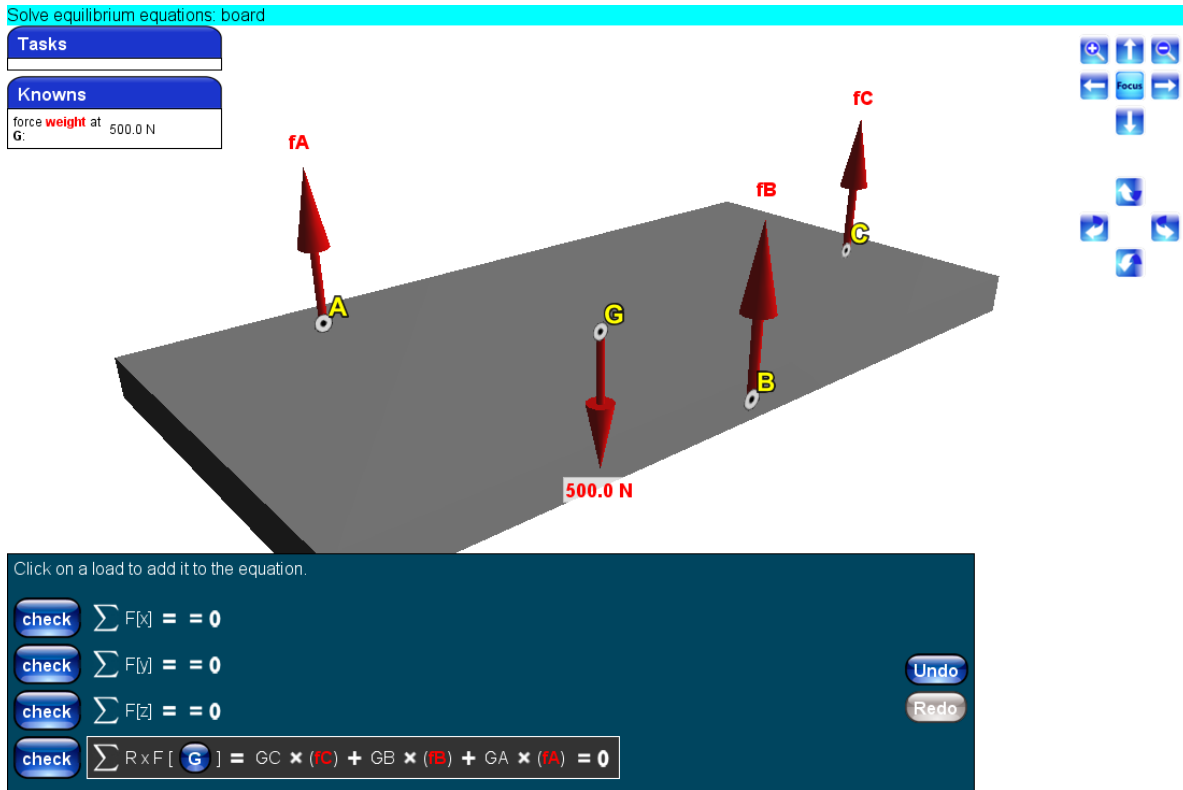 Solve equilibrium equations: board
Tasks
Knowns
force weight at
G:
500.0 N
fA
fB
fC
Focus
A
G
B
C
500.0 N
Click on a load to add it to the equation.
check ∑ F[x] = = 0
check ∑ F[y] = = 0
check ∑ F[z] = = 0
check ∑ R x F [ G ] = GC × (fC) + GB × (fB) + GA × (fA) = 0
Undo
Redo